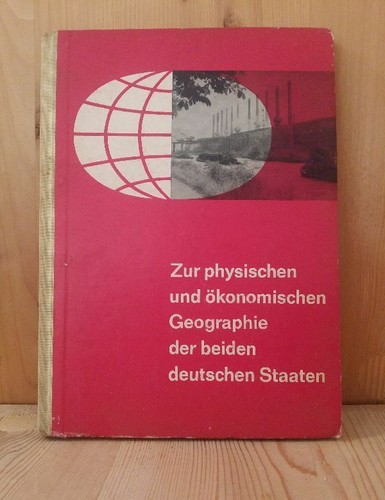 Zur physischen
und ökonomischen
Geographie
der beiden
deutschen Staaten